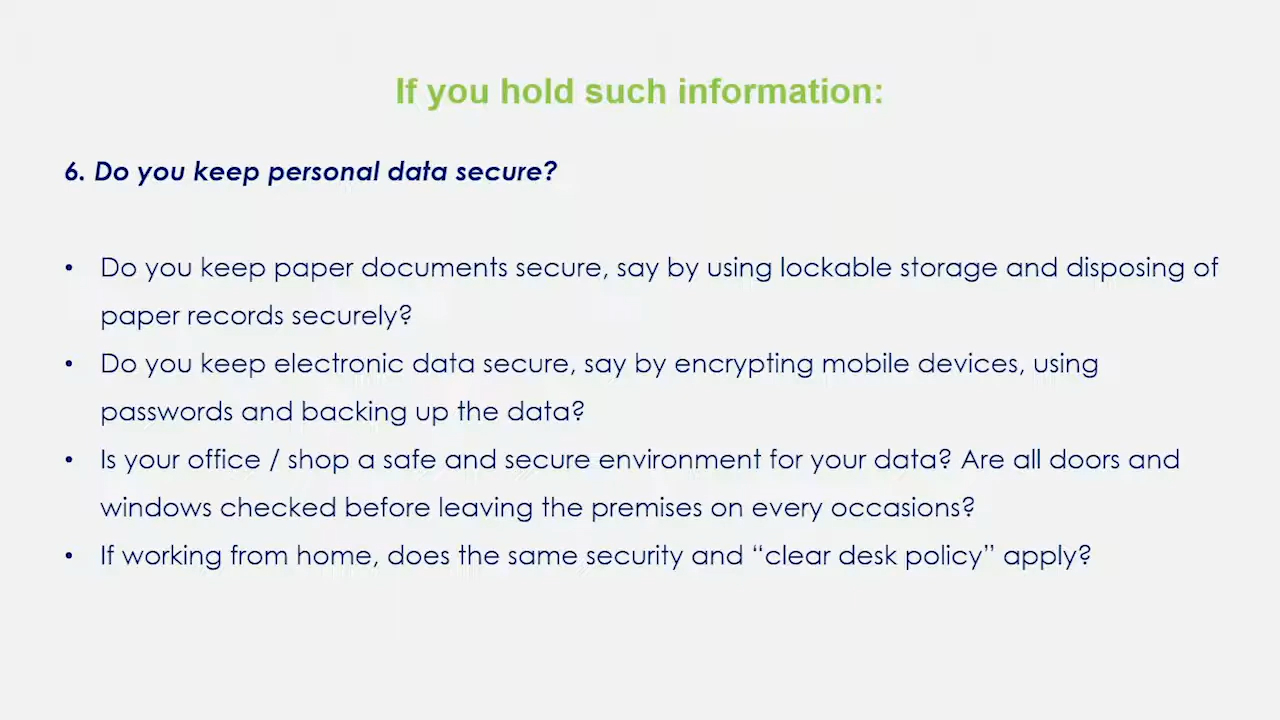 If you hold such information:
6. Do you keep personal data secure?
• Do you keep paper documents secure, say by using lockable storage and disposing of
paper records securely?
• Do you keep electronic data secure, say by encrypting mobile devices, using
passwords and backing up the data?
• Is your office / shop a safe and secure environment for your data? Are all doors and
windows checked before leaving the premises on every occasions?
• If working from home, does the same security and “clear desk policy” apply?